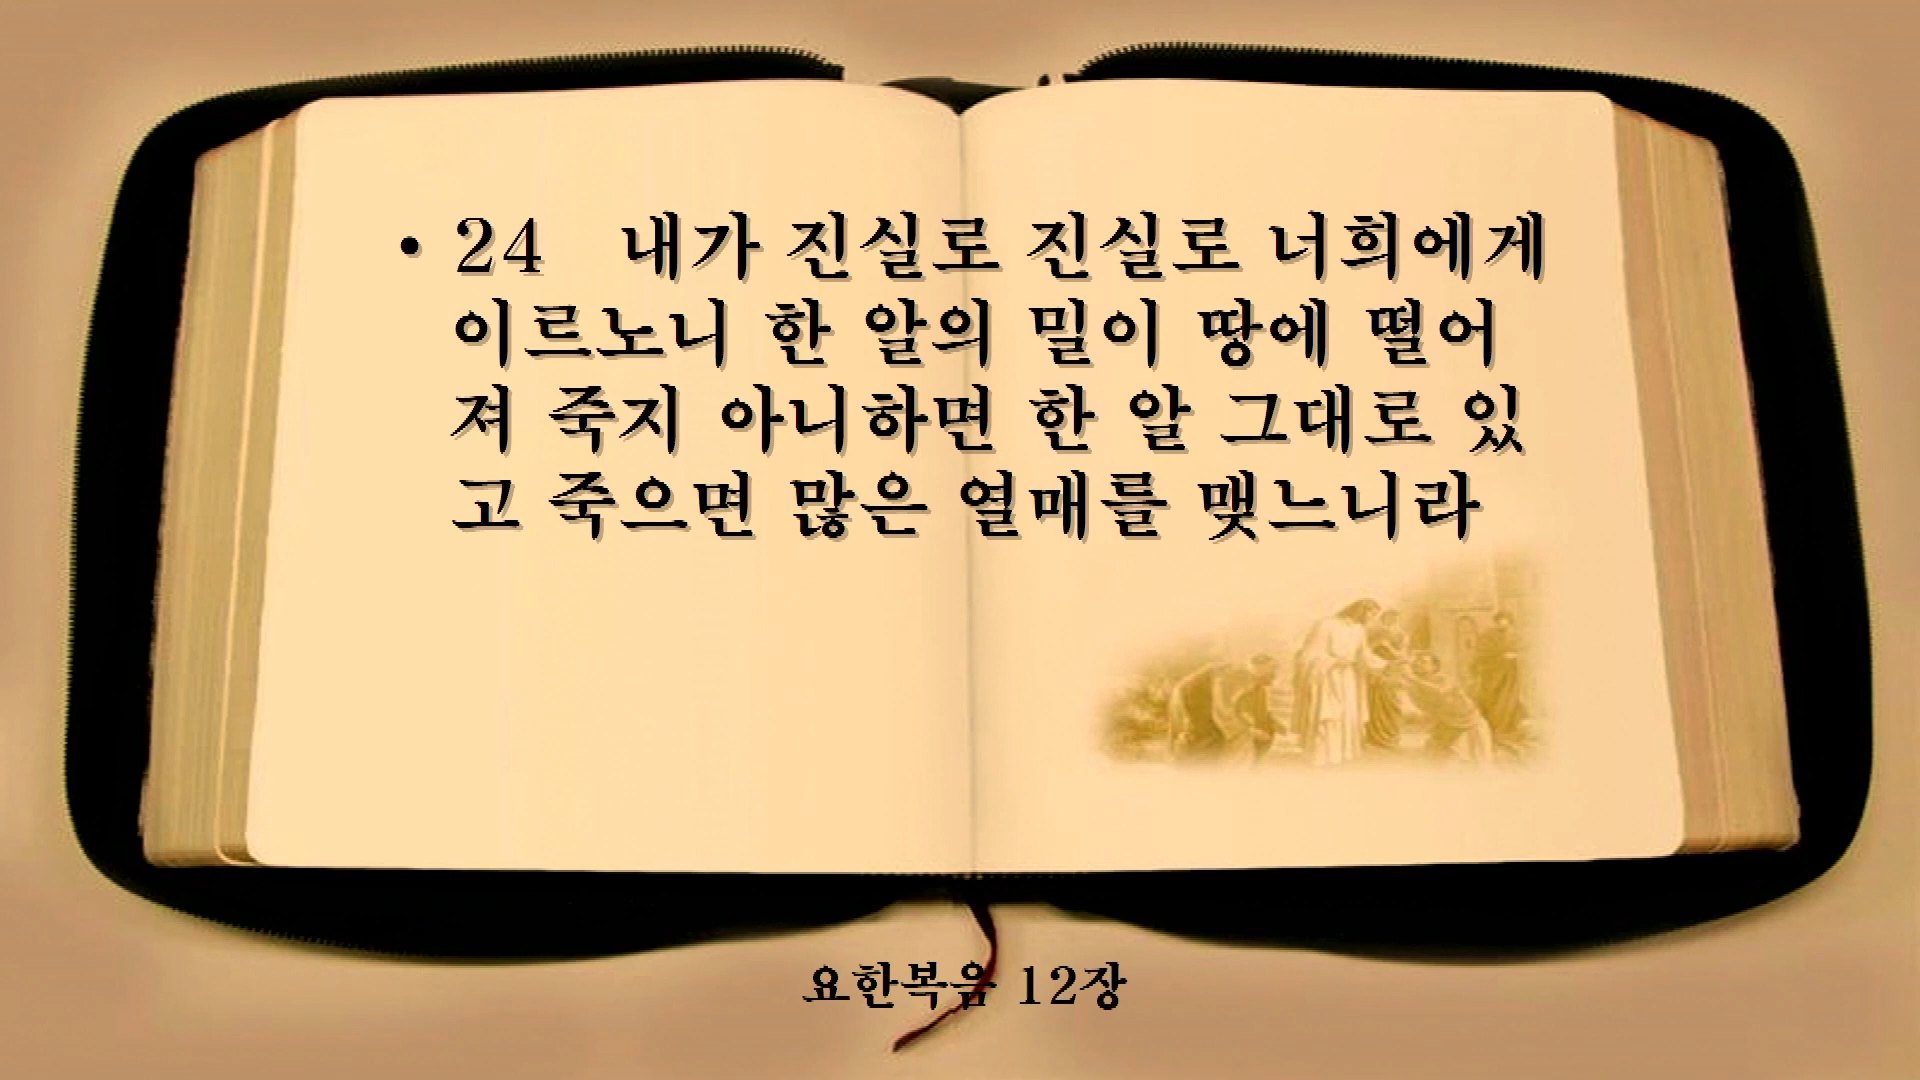 • 24 내가 진실로 진실로 너희에게
이르노니 한 알의 밀이 땅에 떨어
져 죽지 아니하면 한 알 그대로 있
고 죽으면 많은 열매를 맺느니라
요한복음 12장